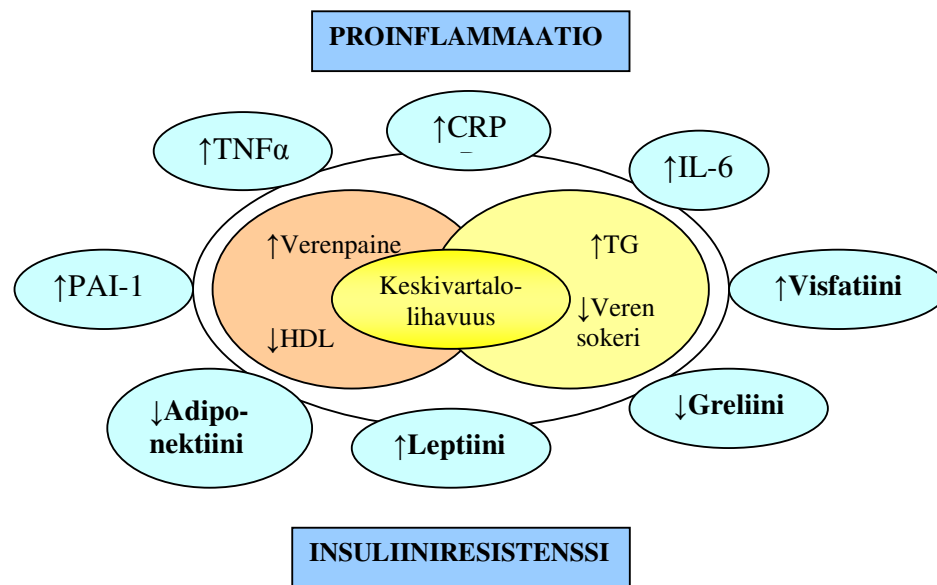 PROINFLAMMAATIO
↑CRP
↑TNFα
↑IL-6
↑Verenpaine
↑TG
↑PAI-1
Keskivartalo-
lihavuus
↑Visfatiini
↓HDL
↓Veren
sokeri
↓Adipo-
nektiini
↑Leptiini
↓Greliini
INSULIINIRESISTENSSI